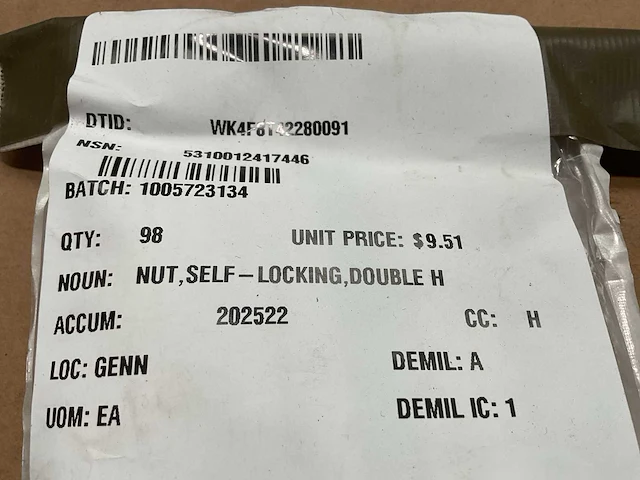 DTID: WK4F8T42280091
NSN: 5310012417446
BATCH: 1005723134
QTY: 98 UNIT PRICE: $9.51
NOUN: NUT,SELF-LOCKING,DOUBLE H
ACCUM: 202522 CC: H
LOC: GENN DEMIL: A
UOM: EA DEMIL IC: 1